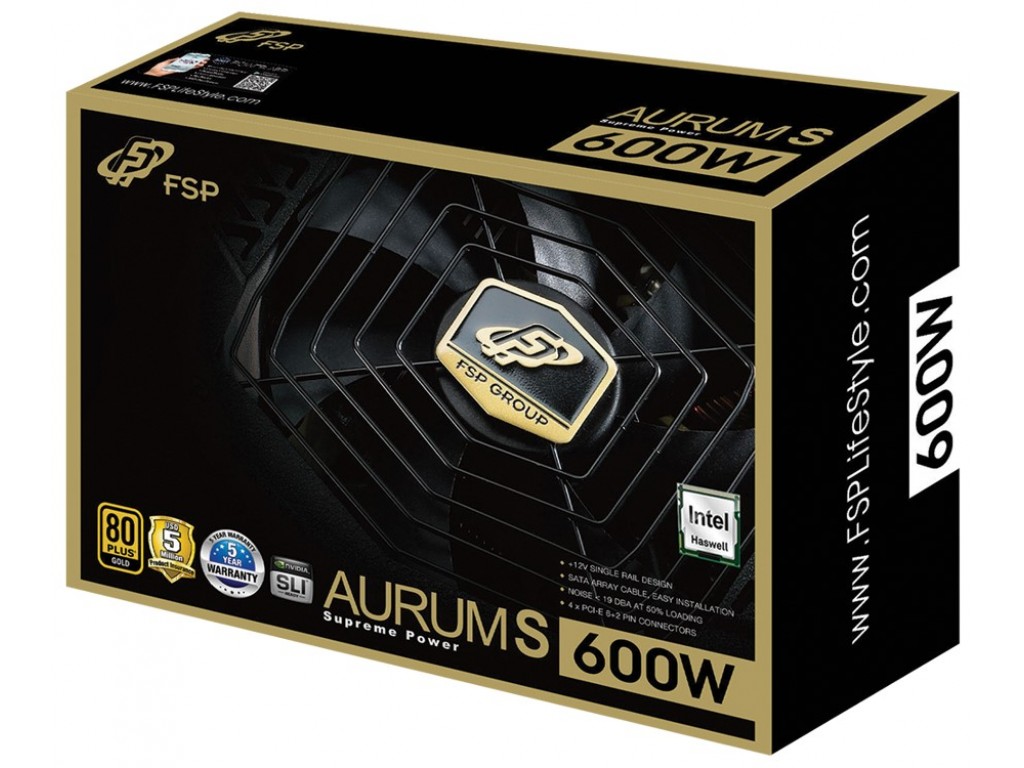 FSP
www.FSPLifeStyle.com
AURUM S
Supreme Power
600W
FSP
FSP GROUP
Intel
Haswell
80
PLUS
GOLD
USD
5
Million
Product Insurance
5 YEAR WARRANTY
5
YEAR
WARRANTY
NVIDIA
SLI
READY
• +12V SINGLE RAIL DESIGN
• SATA ARRAY CABLE, EASY INSTALLATION
• NOISE < 19 DBA AT 50% LOADING
• 4 x PCI-E 6+2 PIN CONNECTORS
AURUM S
Supreme Power
600W
www.FSPLifeStyle.com
600W